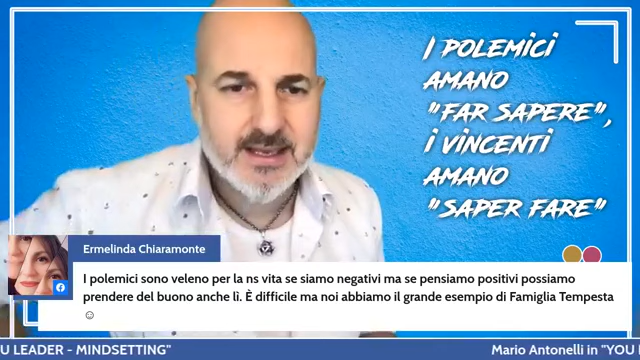 I POLEMICI
AMANO
"FAR SAPERE",
I VINCENTI
AMANO
"SAPER FARE"
Ermelinda Chiaramonte
I polemici sono veleno per la ns vita se siamo negativi ma se pensiamo positivi possiamo
prendere del buono anche lì. È difficile ma noi abbiamo il grande esempio di Famiglia Tempesta
☺
U LEADER - MINDSETTING"
Mario Antonelli in "YOU